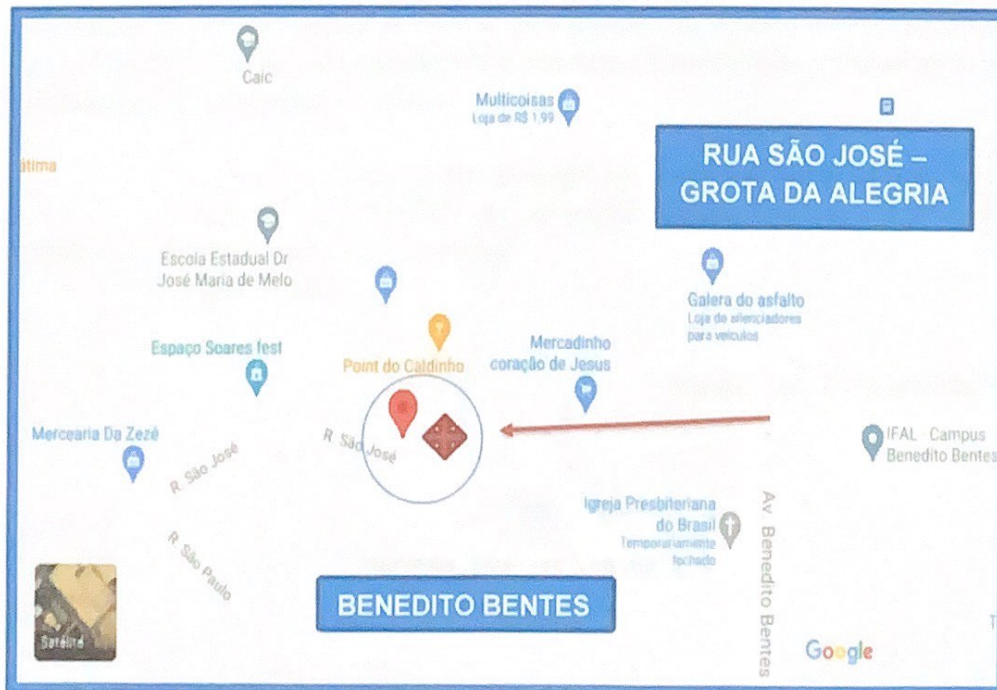 Caic
Multicoisas
Loja de R$ 1,99
RUA SÃO JOSÉ –
GROTA DA ALEGRIA
átima
Escola Estadual Dr
José Maria de Melo
Galera do asfalto
Loja de silenciadores
para veículos
Espaço Soares fest
Point do Caldinho
Mercadinho
coração de Jesus
Mercearia Da Zezé
R. São José
R. São José
IFAL - Campus
Benedito Bentes
Igreja Presbiteriana
do Brasil
Temporariamente
fechado
R. São Paulo
Av. Benedito Bentes
BENEDITO BENTES
Satélite
Google